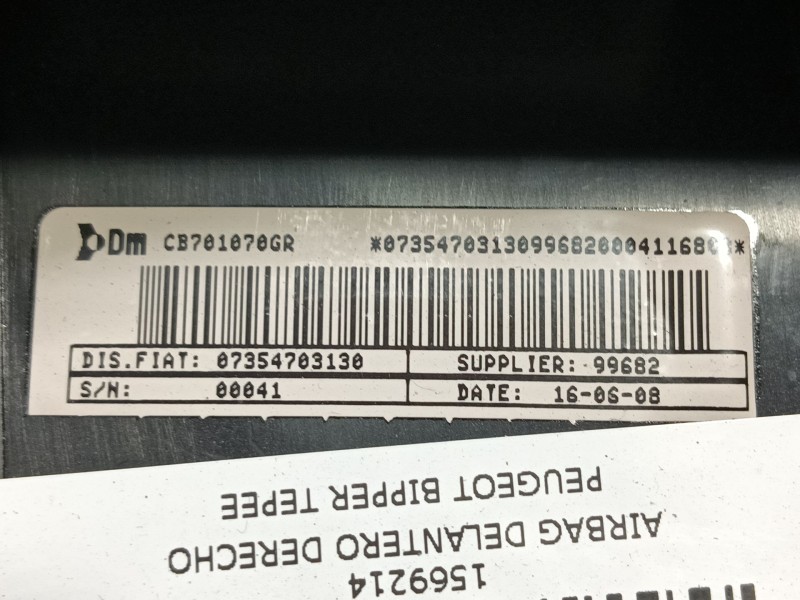 Dm CB701070GR
DIS.FIAT: 07354703130 SUPPLIER: 99682
S/N: 00041 DATE: 16-06-08
1569214
AIRBAG DELANTERO DERECHO
PEUGEOT BIPPER TEPEE